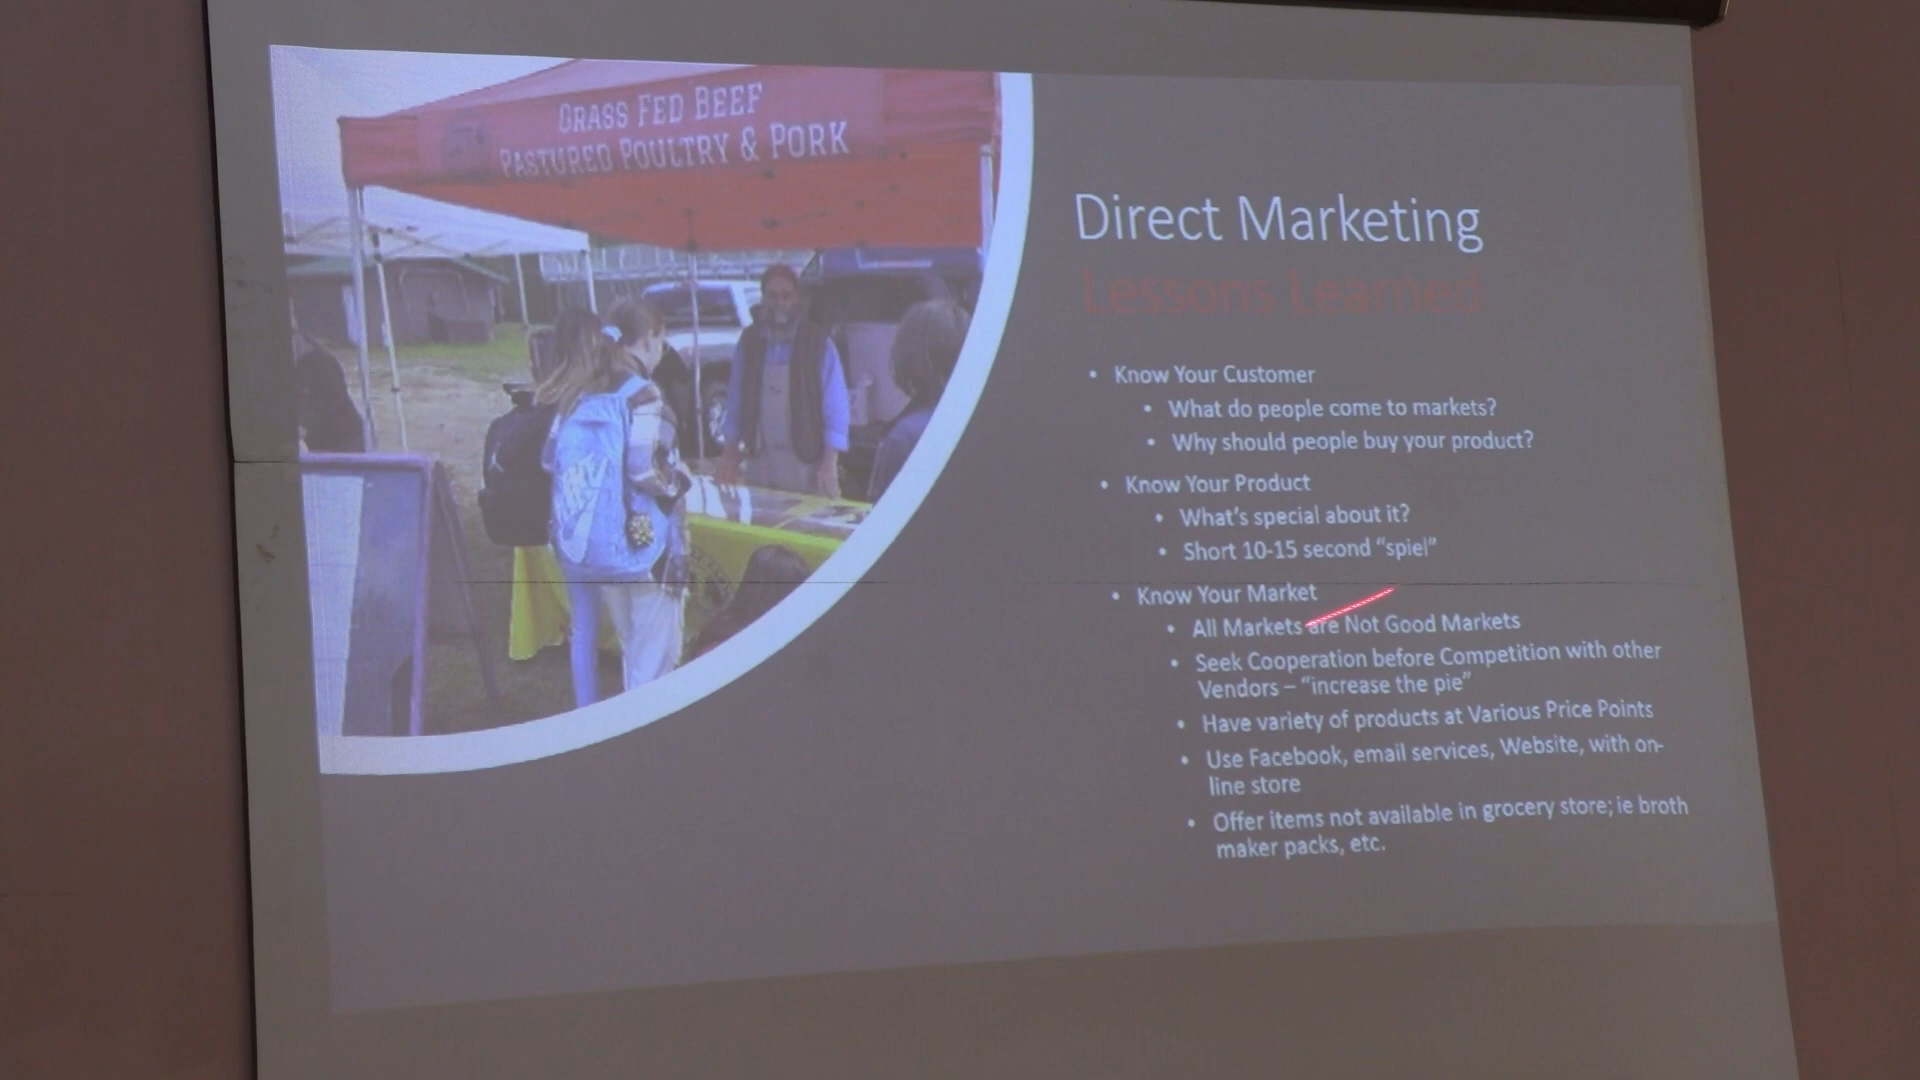 GRASS FED BEEF
PASTURED POULTRY & PORK
Direct Marketing
Lessons Learned
• Know Your Customer
• What do people come to markets?
• Why should people buy your product?
• Know Your Product
• What's special about it?
• Short 10-15 second "spiel"
• Know Your Market
• All Markets are Not Good Markets
• Seek Cooperation before Competition with other
Vendors – "increase the pie"
• Have variety of products at Various Price Points
• Use Facebook, email services, Website, with on-
line store
• Offer items not available in grocery store; ie broth
maker packs, etc.